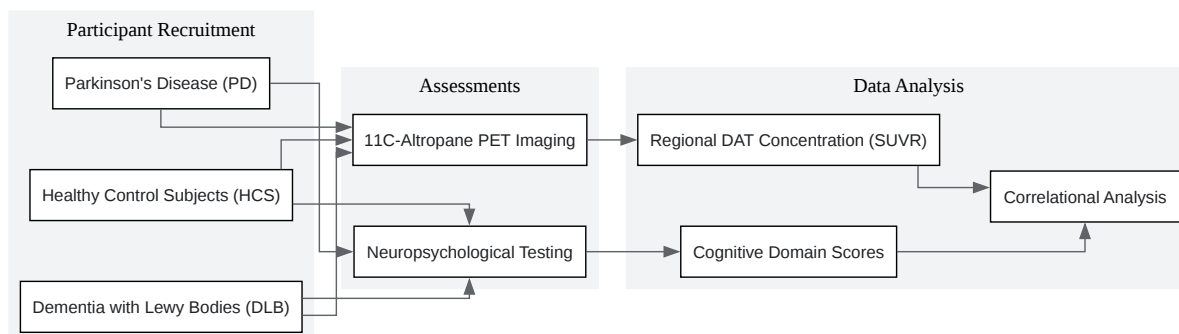 Participant Recruitment
Parkinson's Disease (PD)
Healthy Control Subjects (HCS)
Dementia with Lewy Bodies (DLB)
Assessments
11C-Altropane PET Imaging
Neuropsychological Testing
Data Analysis
Regional DAT Concentration (SUVR)
Cognitive Domain Scores
Correlational Analysis